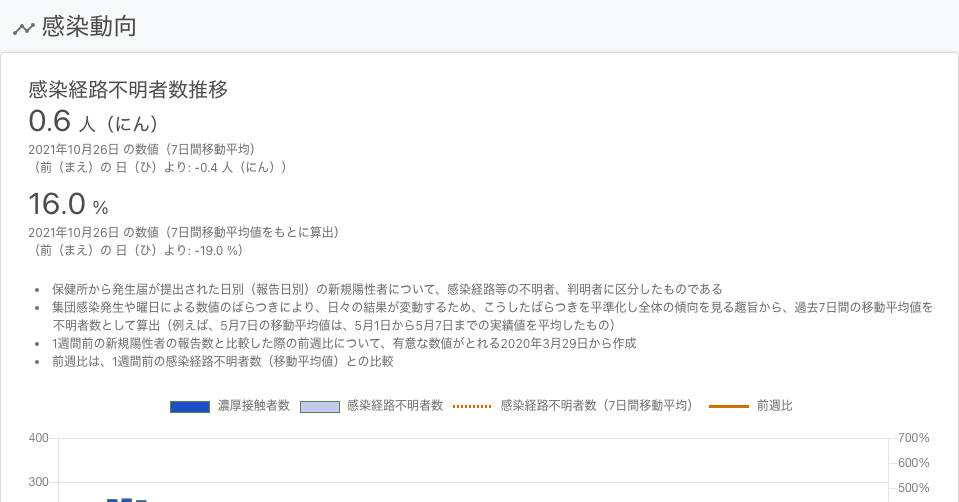 感染動向
感染経路不明者数推移
0.6 人（にん）
2021年10月26日 の数値（7日間移動平均）
（前（まえ）の 日（ひ）より: -0.4 人（にん））
16.0 %
2021年10月26日 の数値（7日間移動平均値をもとに算出）
（前（まえ）の 日（ひ）より: -19.0 %）
• 保健所から発生届が提出された日別（報告日別）の新規陽性者について、感染経路等の不明者、判明者に区分したものである
• 集団感染発生や曜日による数値のばらつきにより、日々の結果が変動するため、こうしたばらつきを平準化し全体の傾向を見る趣旨から、過去7日間の移動平均値を
不明者数として算出（例えば、5月7日の移動平均値は、5月1日から5月7日までの実績値を平均したもの）
• 1週間前の新規陽性者の報告数と比較した際の前週比について、有意な数値がとれる2020年3月29日から作成
• 前週比は、1週間前の感染経路不明者数（移動平均値）との比較
濃厚接触者数 感染経路不明者数 感染経路不明者数（7日間移動平均） 前週比
400 700%
600%
300 500%